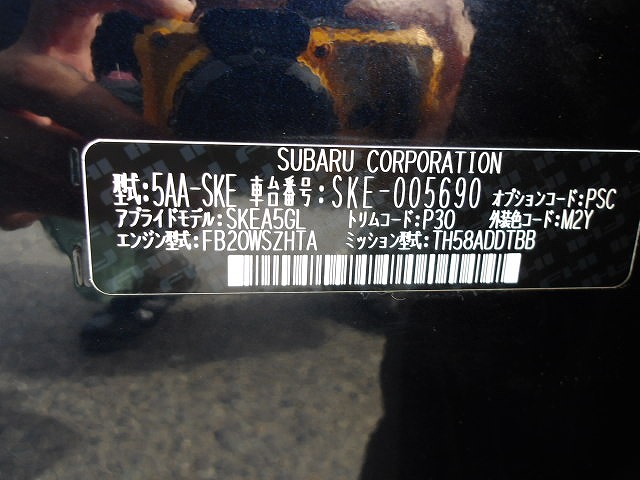 SUBARU CORPORATION
型式:5AA-SKE 車台番号:SKE-005690 オプションコード:PSC
アプライドモデル:SKEA5GL トリムコード:P30 外装色コード:M2Y
エンジン型式:FB20WSZHTA ミッション型式:TH58ADDTBB